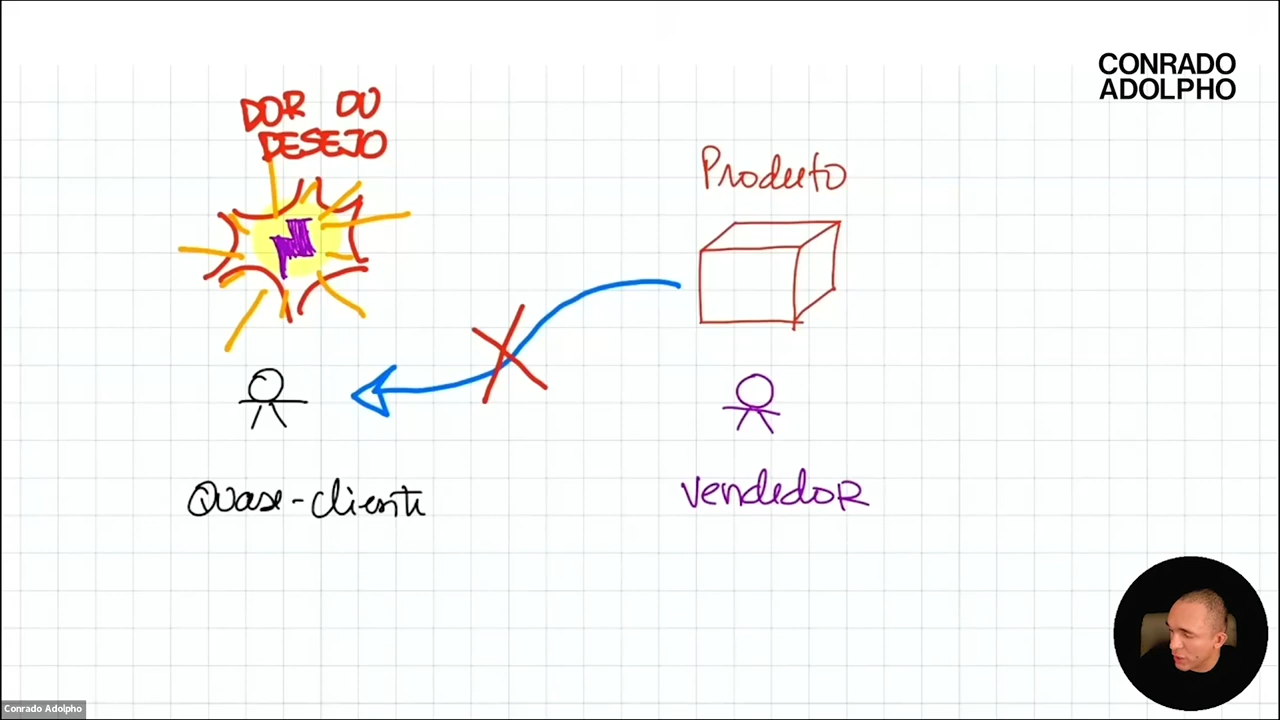 CONRADO
ADOLPHO
DOR OU
DESEJO
Produto
Quase-cliente
VendedoR
Conrado Adolpho